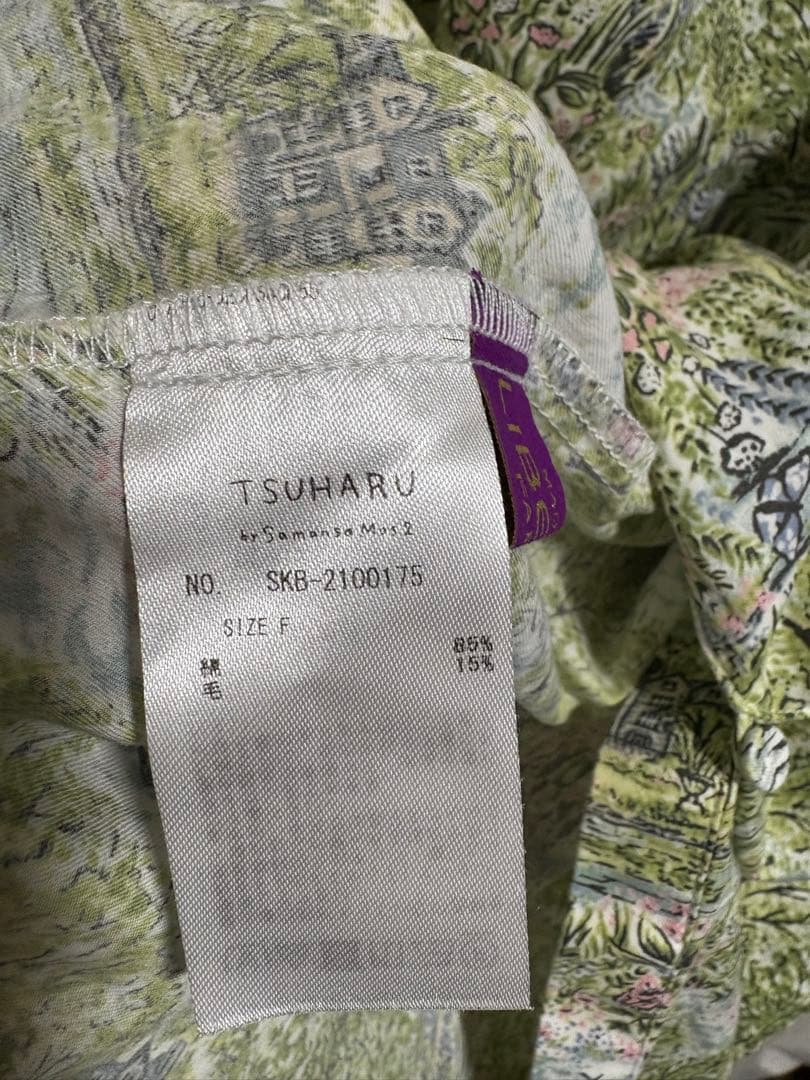 TSUHARU
by Samansa Mos2
NO. SKB-2100175
SIZE F
綿 85%
毛 15%